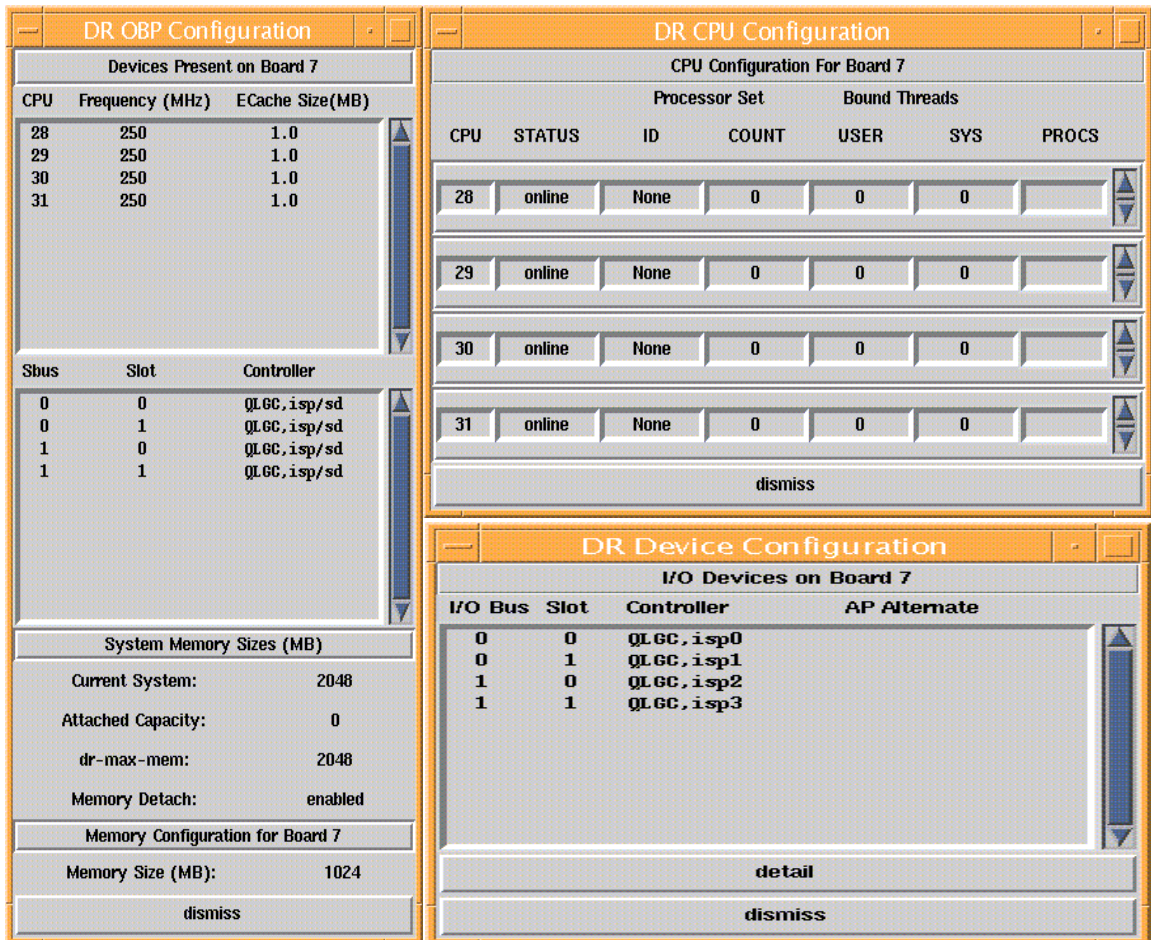 DR OBP Configuration
Devices Present on Board 7
CPU Frequency (MHz) ECache Size(MB)
28 250 1.0
29 250 1.0
30 250 1.0
31 250 1.0
Sbus Slot Controller
0 0 QLGC,isp/sd
0 1 QLGC,isp/sd
1 0 QLGC,isp/sd
1 1 QLGC,isp/sd
System Memory Sizes (MB)
Current System: 2048
Attached Capacity: 0
dr-max-mem: 2048
Memory Detach: enabled
Memory Configuration for Board 7
Memory Size (MB): 1024
dismiss
DR CPU Configuration
CPU Configuration For Board 7
Processor Set Bound Threads
CPU STATUS ID COUNT USER SYS PROCS
28 online None 0 0 0
29 online None 0 0 0
30 online None 0 0 0
31 online None 0 0 0
dismiss
DR Device Configuration
I/O Devices on Board 7
I/O Bus Slot Controller AP Alternate
0 0 QLGC,isp0
0 1 QLGC,isp1
1 0 QLGC,isp2
1 1 QLGC,isp3
detail
dismiss